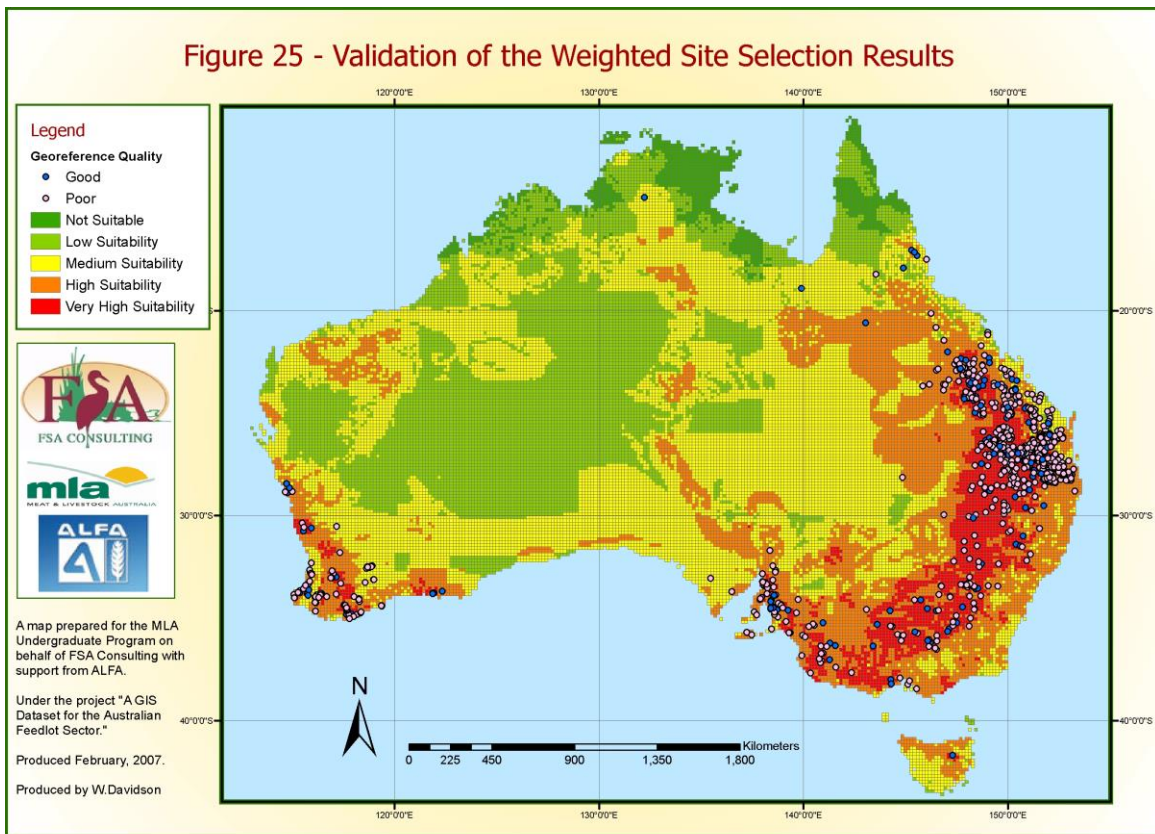 Figure 25 - Validation of the Weighted Site Selection Results
120°0'0"E 130°0'0"E 140°0'0"E 150°0'0"E
Legend
Georeference Quality
Good
Poor
Not Suitable
Low Suitability
Medium Suitability
High Suitability
Very High Suitability
20°0'0"S
FSA
FSA CONSULTING
mla
MEAT & LIVESTOCK AUSTRALIA
ALFA
30°0'0"S 30°0'0"S
A map prepared for the MLA
Undergraduate Program on
behalf of FSA Consulting with
support from ALFA.
Under the project "A GIS
Dataset for the Australian
Feedlot Sector."
Produced February, 2007.
Produced by W.Davidson
N
40°0'0"S 40°0'0"S
Kilometers
0 225 450 900 1,350 1,800
120°0'0"E 130°0'0"E 140°0'0"E 150°0'0"E